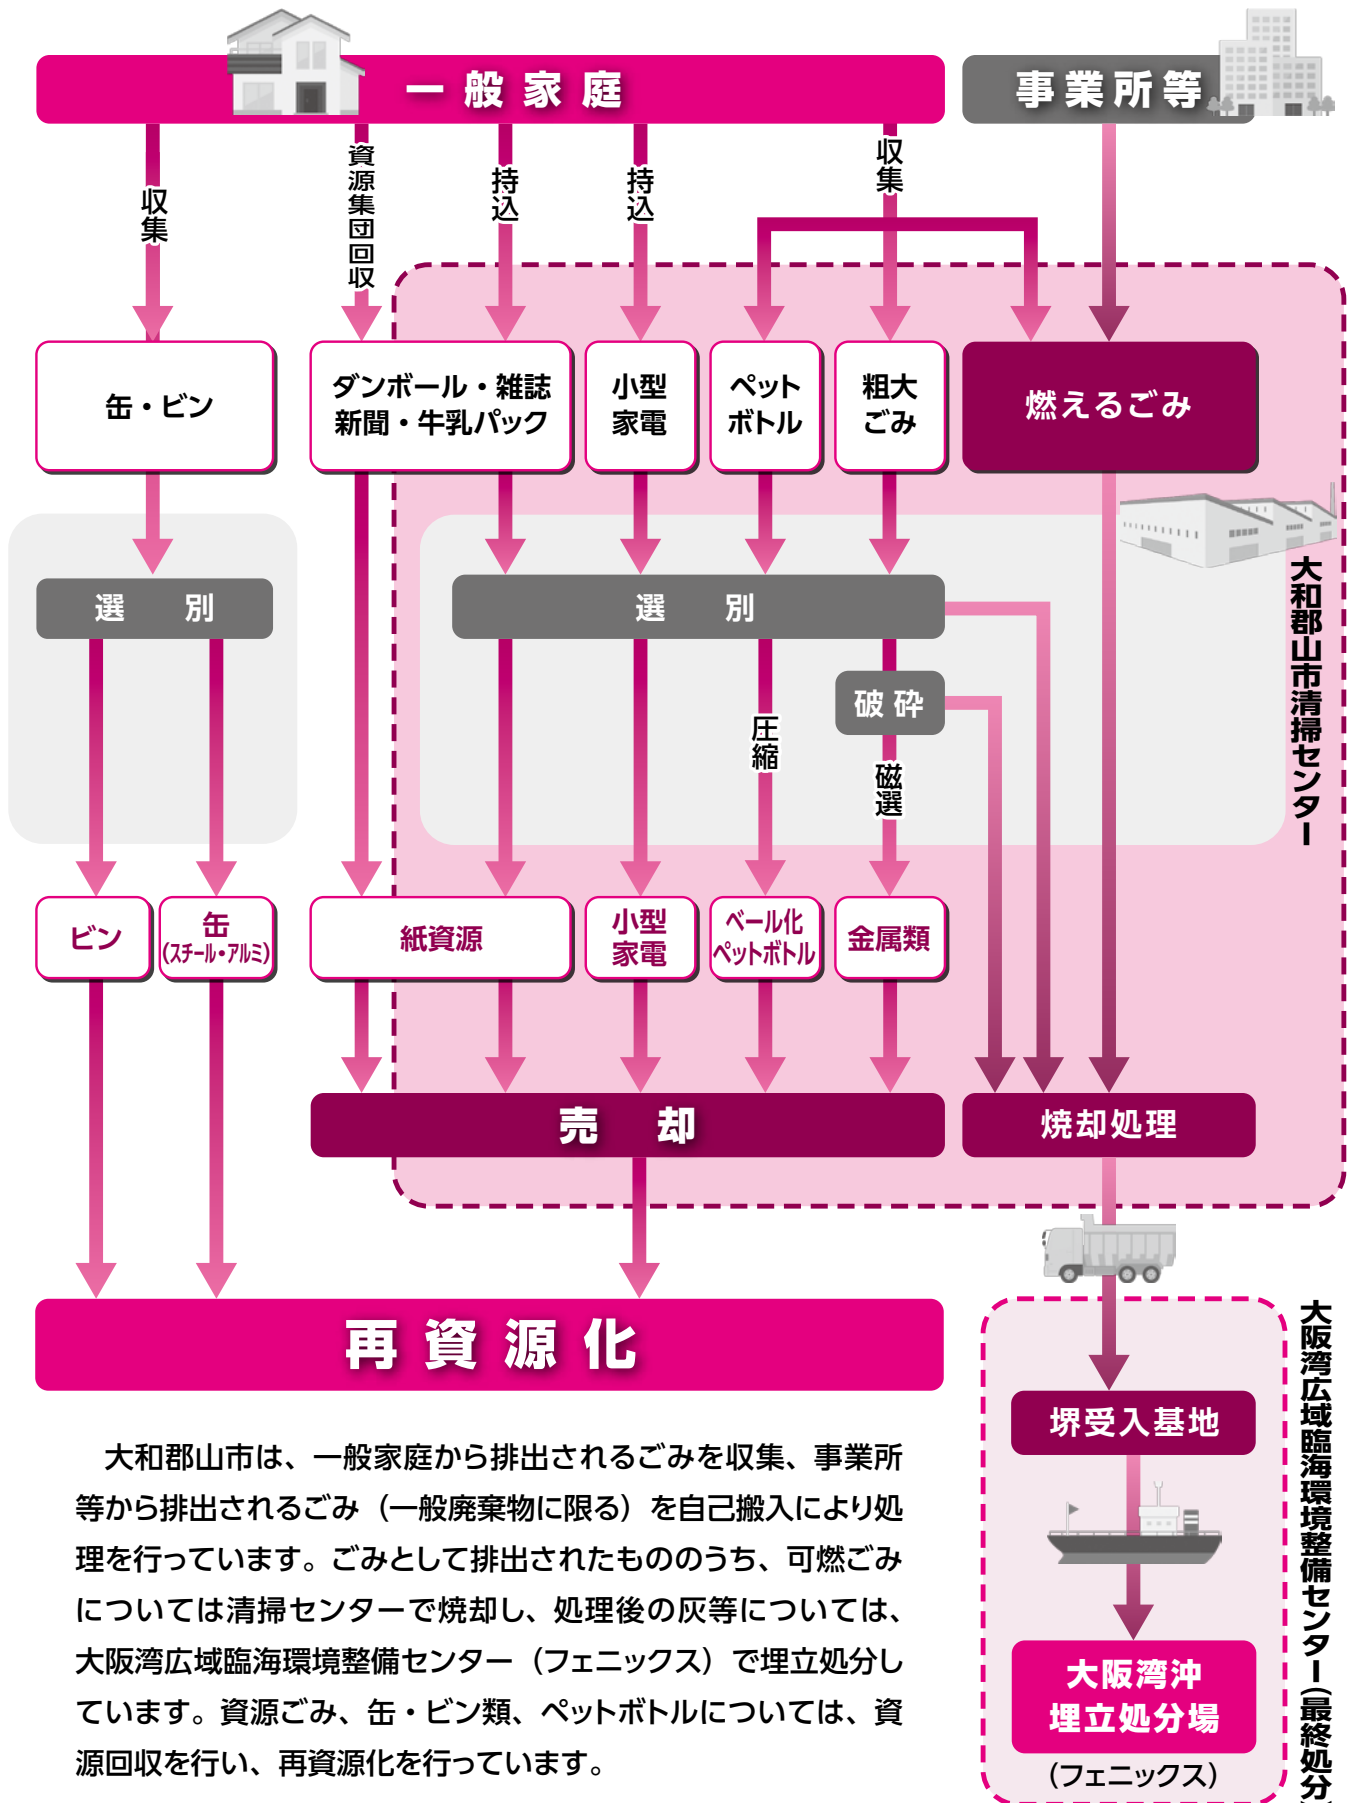 一般家庭
事業所等
収集
資源集団回収
持込
持込
収集
缶・ビン
ダンボール・雑誌
新聞・牛乳パック
小型
家電
ペット
ボトル
粗大
ごみ
燃えるごみ
大和郡山市清掃センター
選別
選別
破砕
圧縮
磁選
ビン
缶
(スチール・アルミ)
紙資源
小型
家電
ベール化
ペットボトル
金属類
売却
焼却処理
再資源化
堺受入基地
大阪湾沖
埋立処分場
(フェニックス)
大阪湾広域臨海環境整備センター(最終処分
大和郡山市は、一般家庭から排出されるごみを収集、事業所
等から排出されるごみ(一般廃棄物に限る)を自己搬入により処
理を行っています。ごみとして排出されたもののうち、可燃ごみ
については清掃センターで焼却し、処理後の灰等については、
大阪湾広域臨海環境整備センター(フェニックス)で埋立処分し
ています。資源ごみ、缶・ビン類、ペットボトルについては、資
源回収を行い、再資源化を行っています。